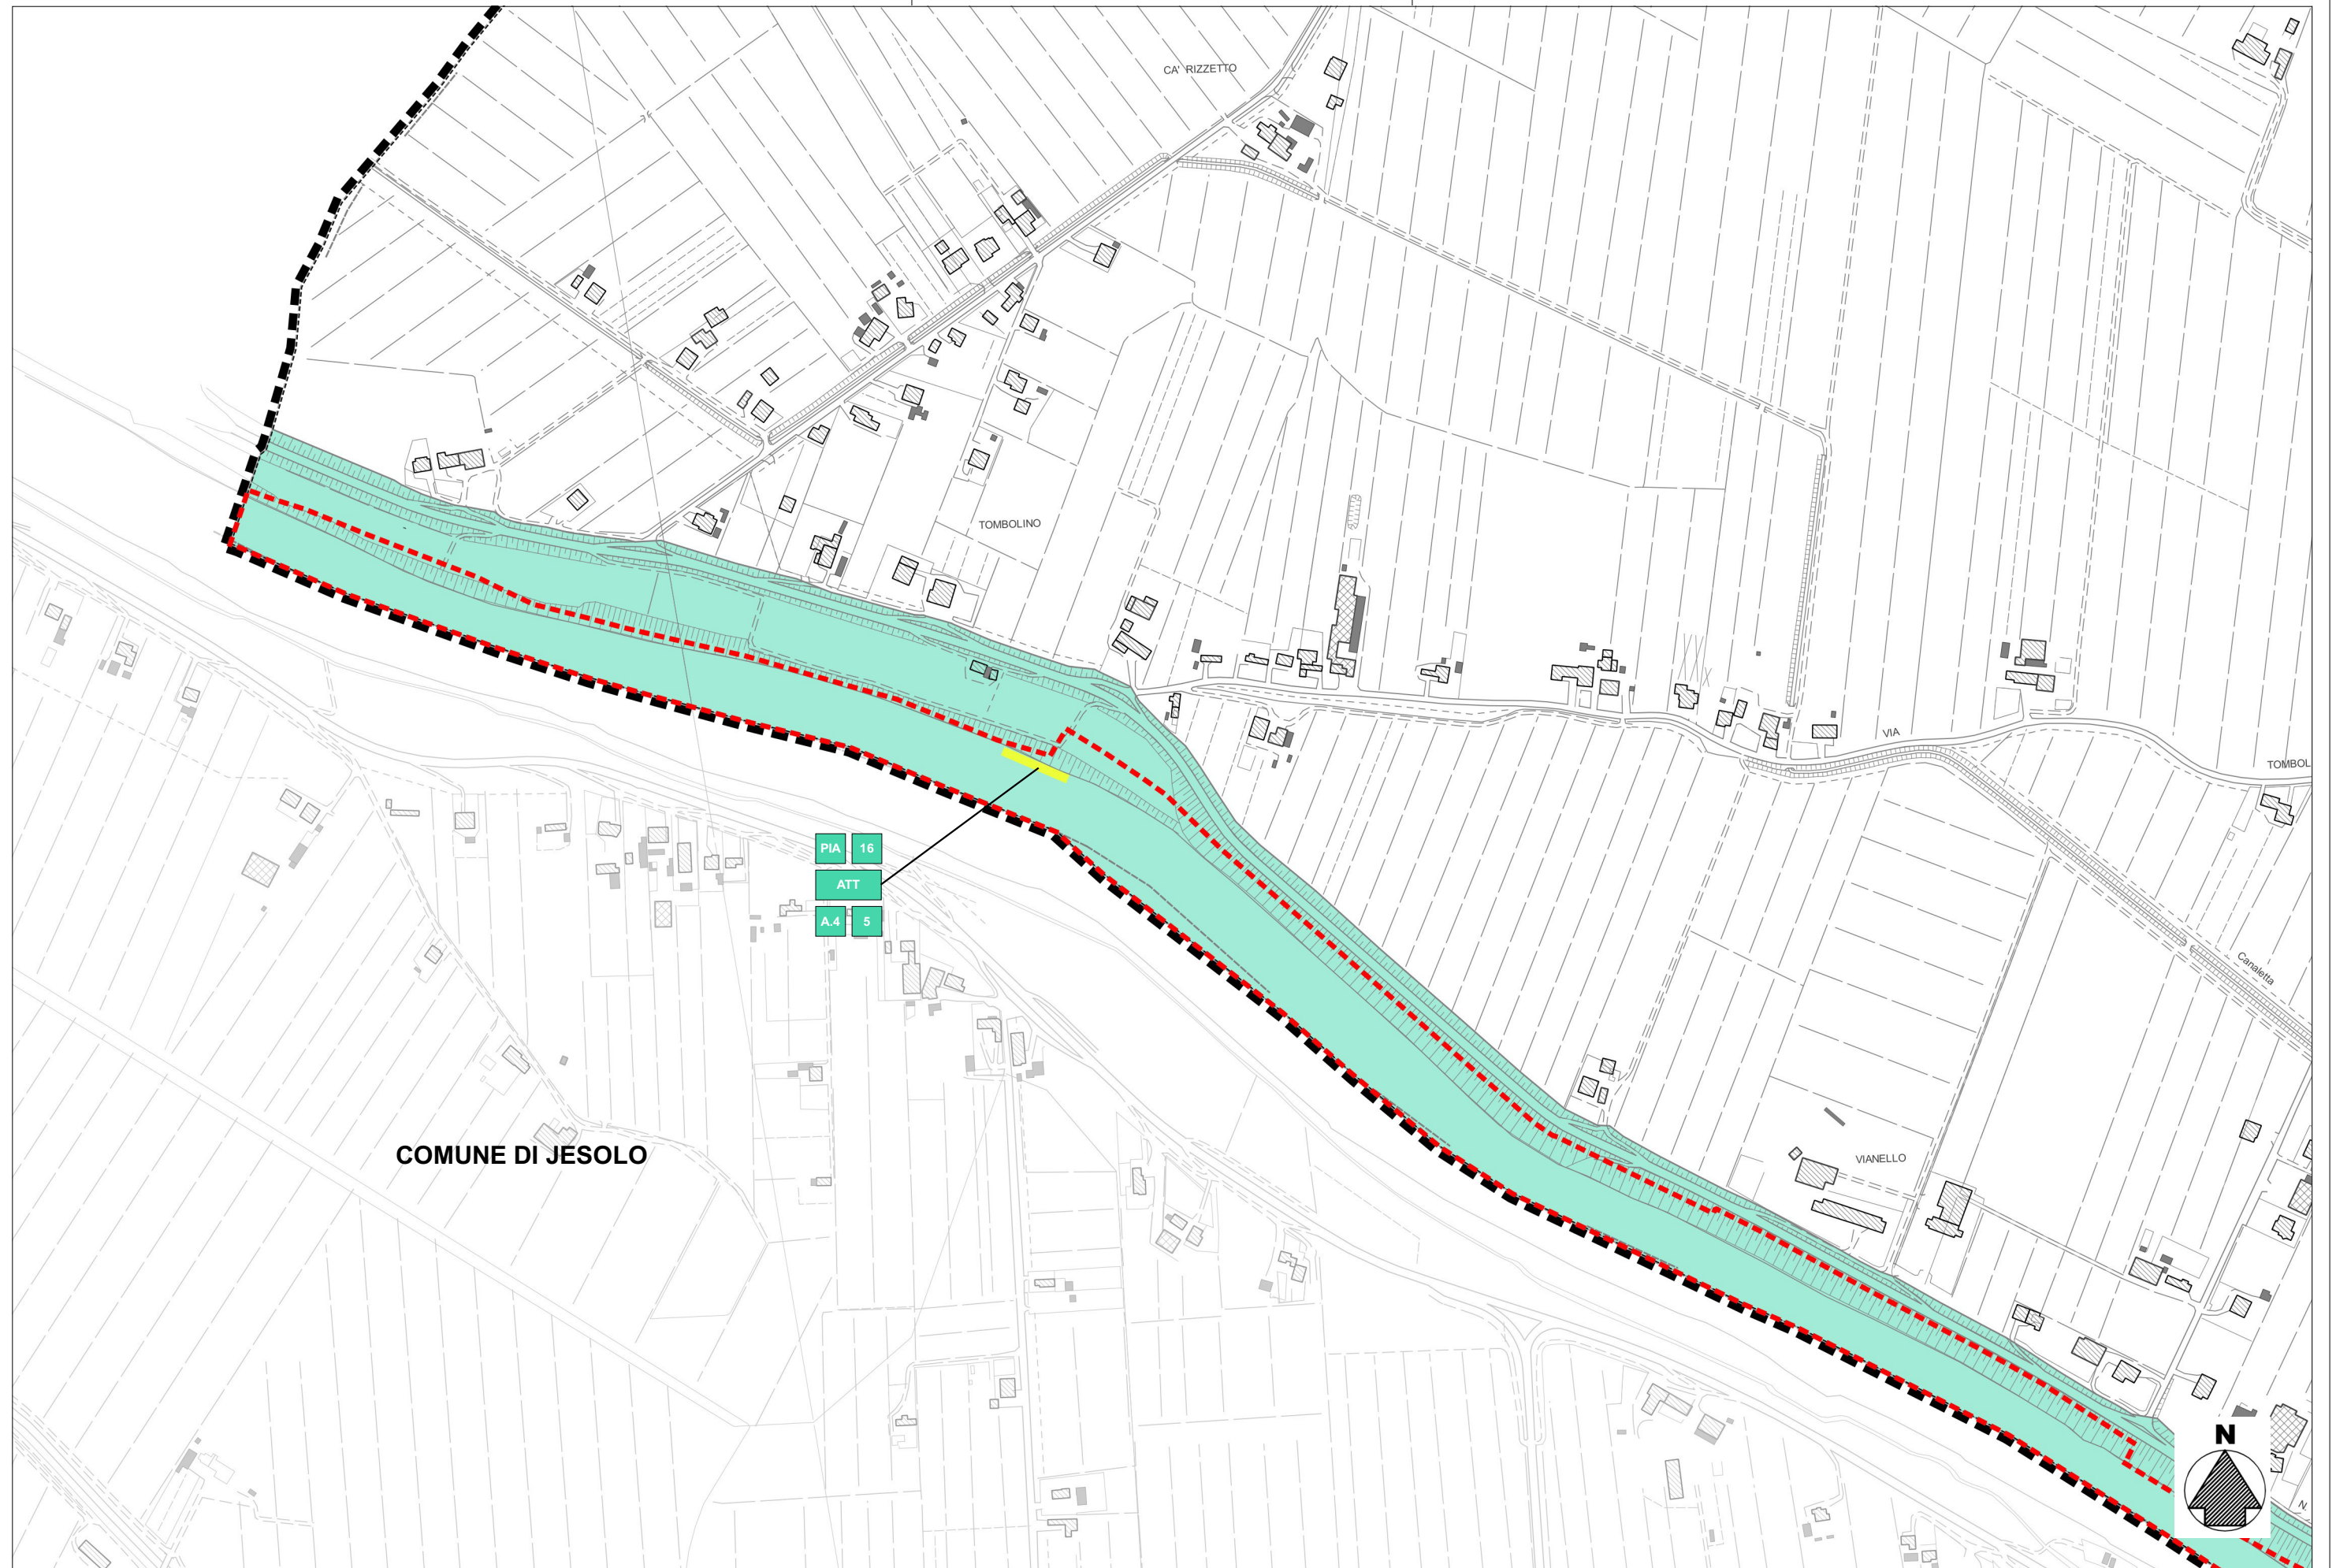 CA' RIZZETTO
TOMBOLINO
VIA
TOMBOL
PIA 16
ATT
A.4 5
Canaletta
COMUNE DI JESOLO
VIANELLO
N
N.